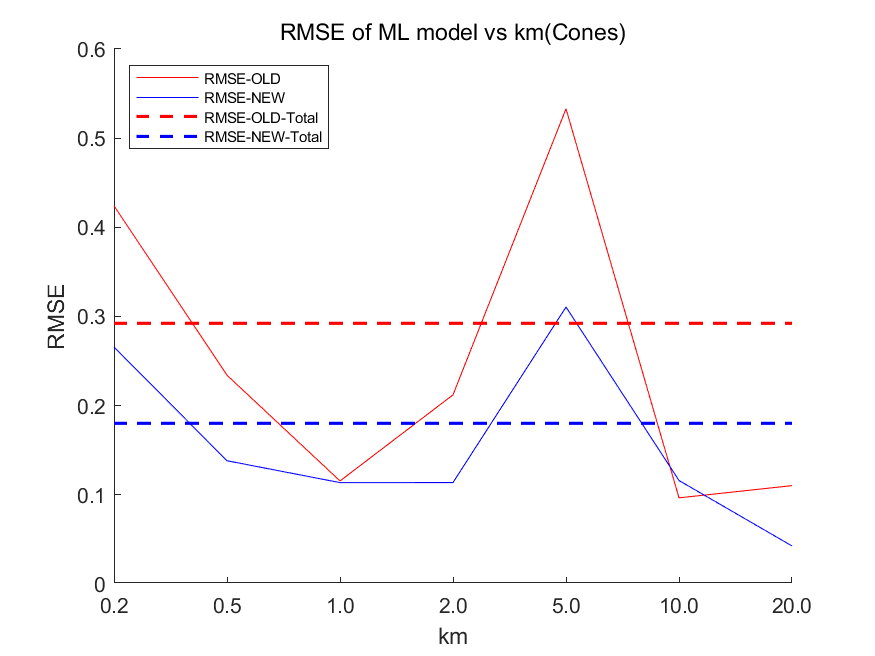 RMSE of ML model vs km(Cones)
0.6
RMSE-OLD
RMSE-NEW
RMSE-OLD-Total
RMSE-NEW-Total
0.5
0.4
0.3
0.2
0.1
0
RMSE
0.2 0.5 1.0 2.0 5.0 10.0 20.0
km